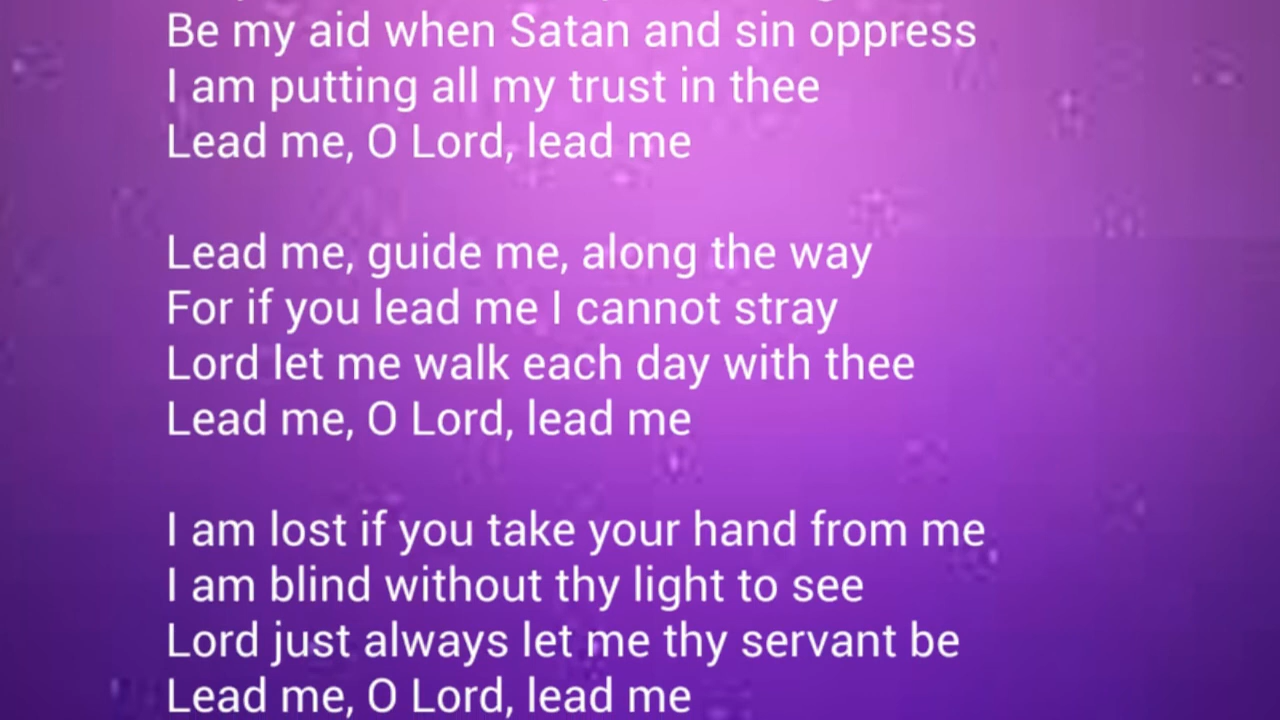 Be my aid when Satan and sin oppress
I am putting all my trust in thee
Lead me, O Lord, lead me
Lead me, guide me, along the way
For if you lead me I cannot stray
Lord let me walk each day with thee
Lead me, O Lord, lead me
I am lost if you take your hand from me
I am blind without thy light to see
Lord just always let me thy servant be
Lead me, O Lord, lead me